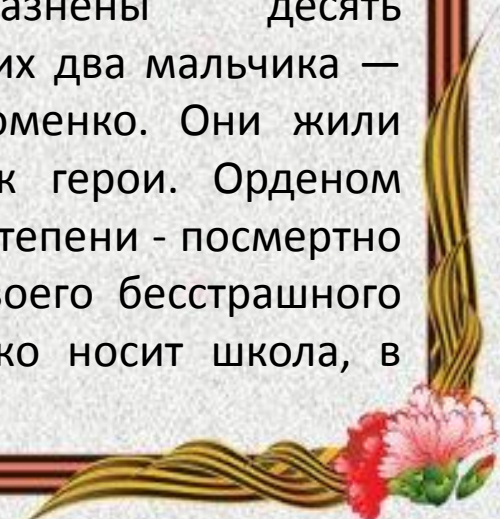 азнены десять
их два мальчика —
оменко. Они жили
к герои. Орденом
тепени - посмертно
воего бесстрашного
ко носит школа, в